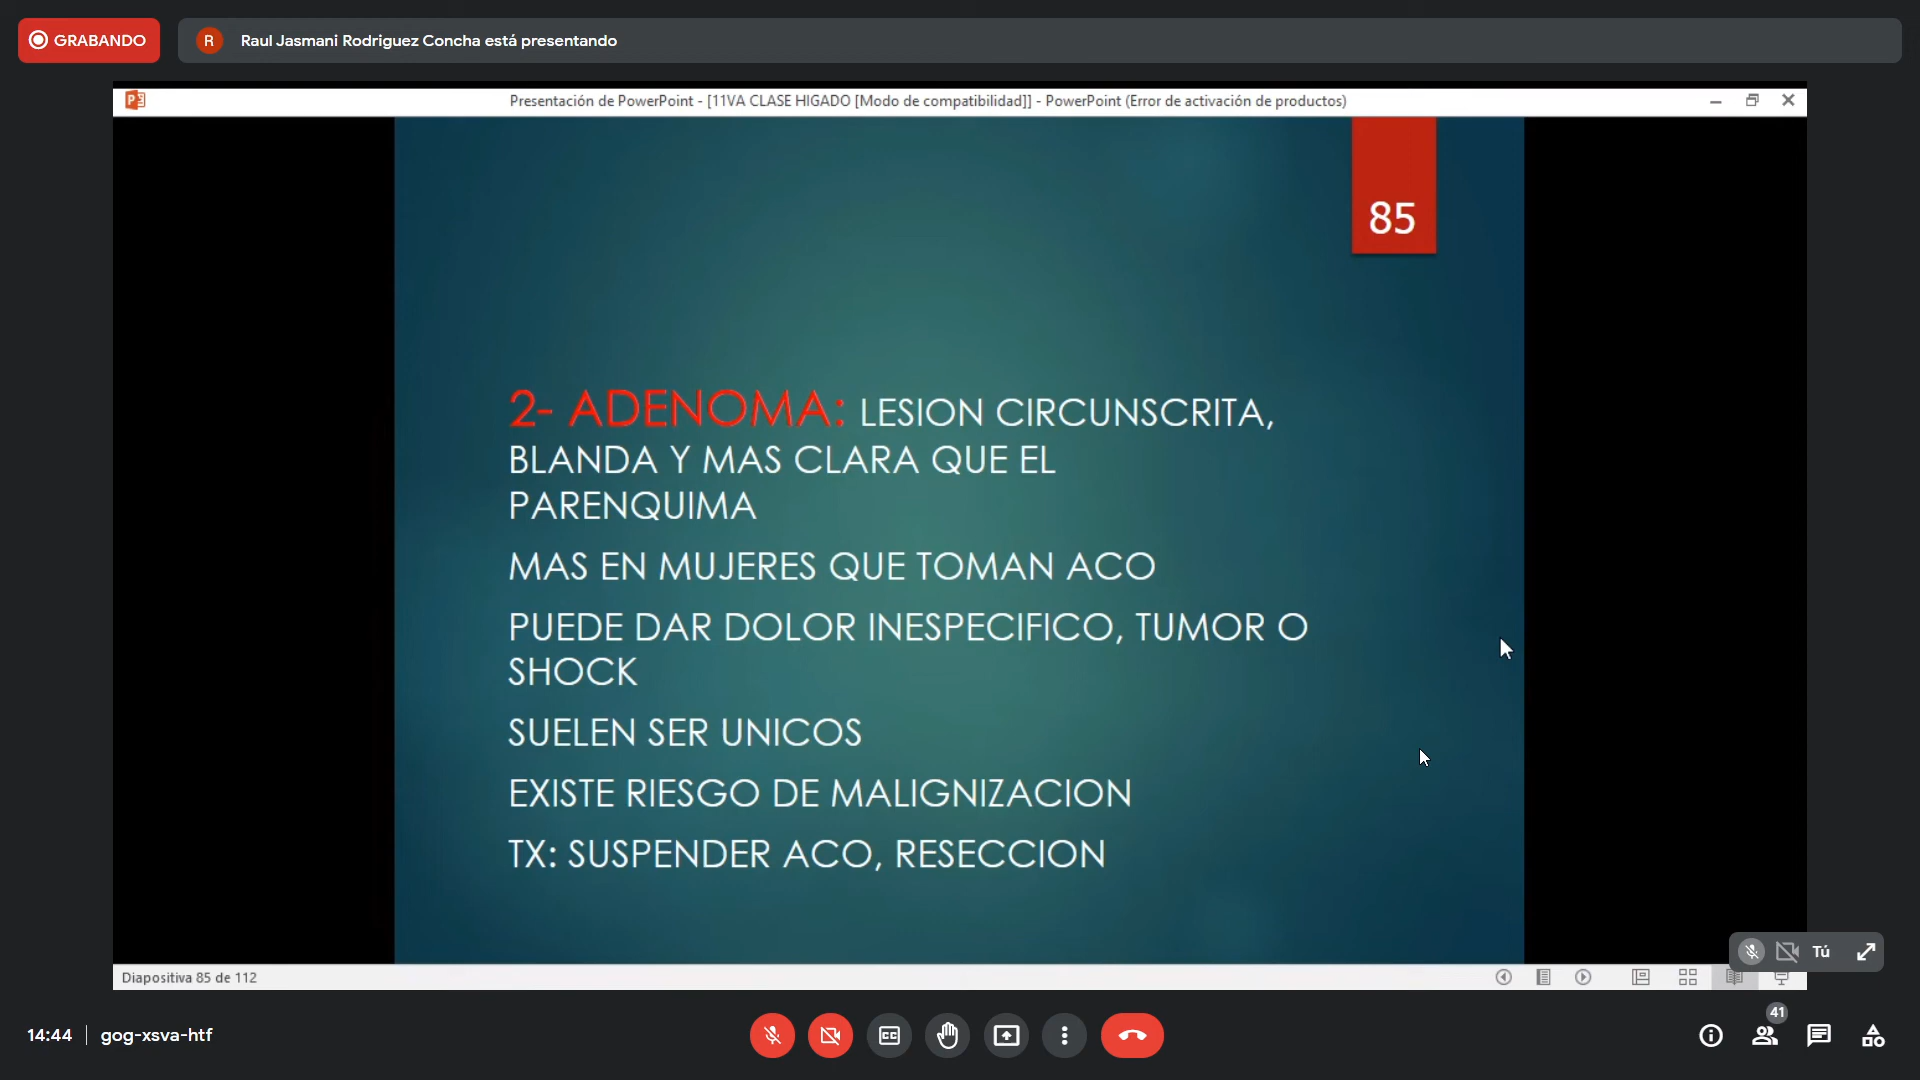 GRABANDO
R
Raul Jasmani Rodriguez Concha está presentando
Presentación de PowerPoint - [11VA CLASE HIGADO [Modo de compatibilidad]] - PowerPoint (Error de activación de productos)
85
2- ADENOMA: LESION CIRCUNSCRITA,
BLANDA Y MAS CLARA QUE EL
PARENQUIMA
MAS EN MUJERES QUE TOMAN ACO
PUEDE DAR DOLOR INESPECIFICO, TUMOR O
SHOCK
SUELEN SER UNICOS
EXISTE RIESGO DE MALIGNIZACION
TX: SUSPENDER ACO, RESECCION
Tú
Diapositiva 85 de 112
14:44
gog-xsva-htf
41